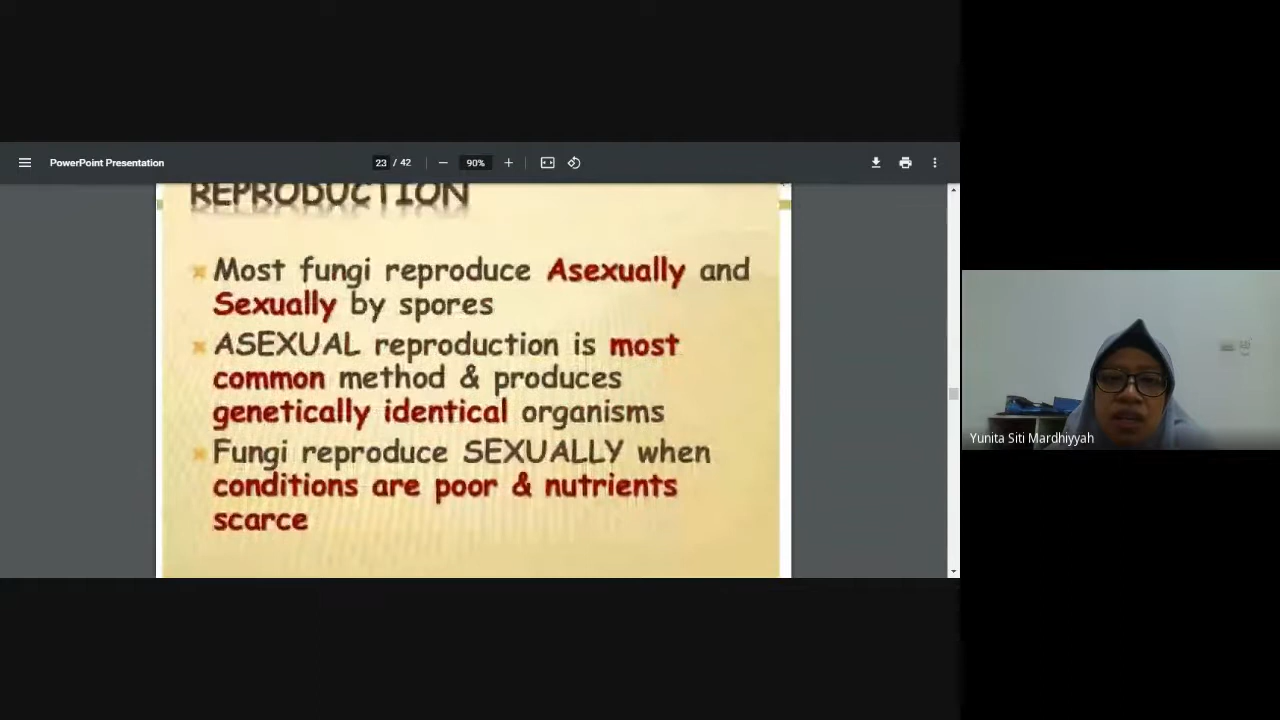 PowerPoint Presentation
23 / 42
90%
REPRODUCTION
Most fungi reproduce Asexually and
Sexually by spores
ASEXUAL reproduction is most
common method & produces
genetically identical organisms
Fungi reproduce SEXUALLY when
conditions are poor & nutrients
scarce
Yunita Siti Mardhiyyah